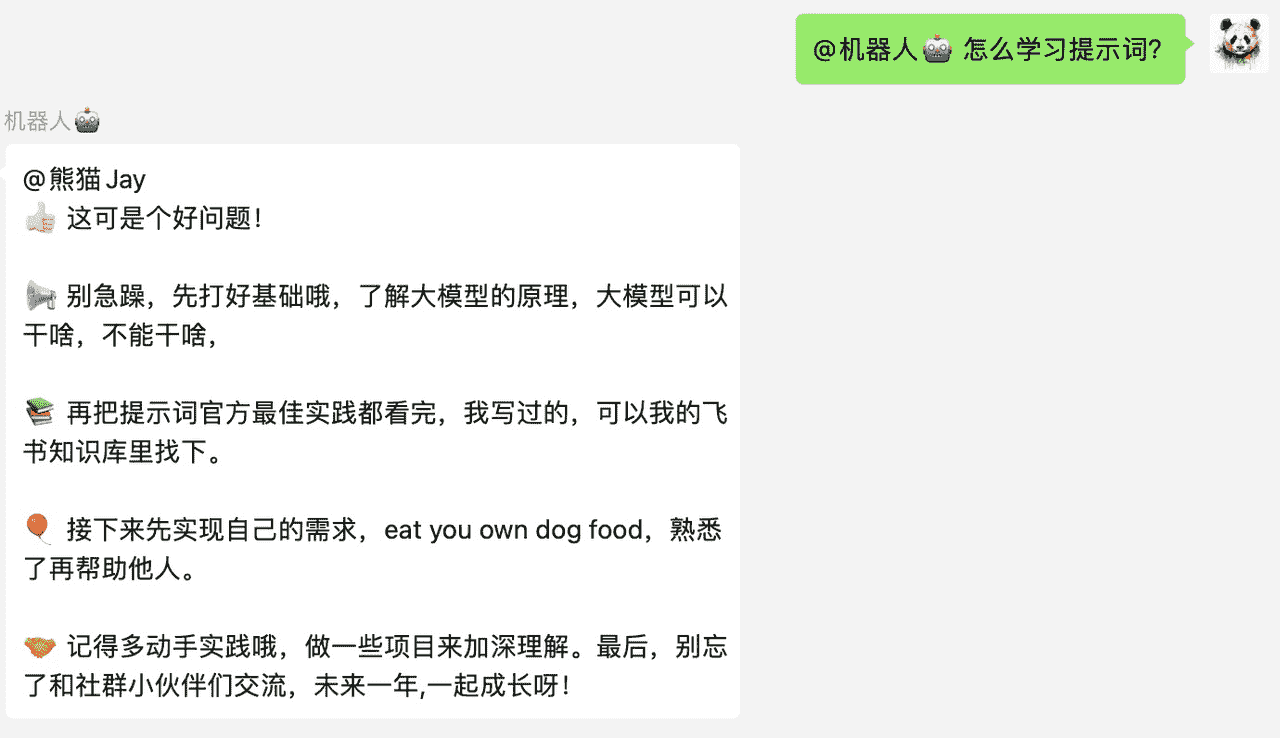 @机器人🤖 怎么学习提示词?
机器人🤖
@熊猫Jay
👍 这可是个好问题！
📢 别急躁，先打好基础哦，了解大模型的原理，大模型可以
干啥，不能干啥，
📚 再把提示词官方最佳实践都看完，我写过的，可以我的飞
书知识库里找下。
🎈 接下来先实现自己的需求，eat you own dog food，熟悉
了再帮助他人。
🤝 记得多动手实践哦，做一些项目来加深理解。最后，别忘
了和社群小伙伴们交流，未来一年,一起成长呀！